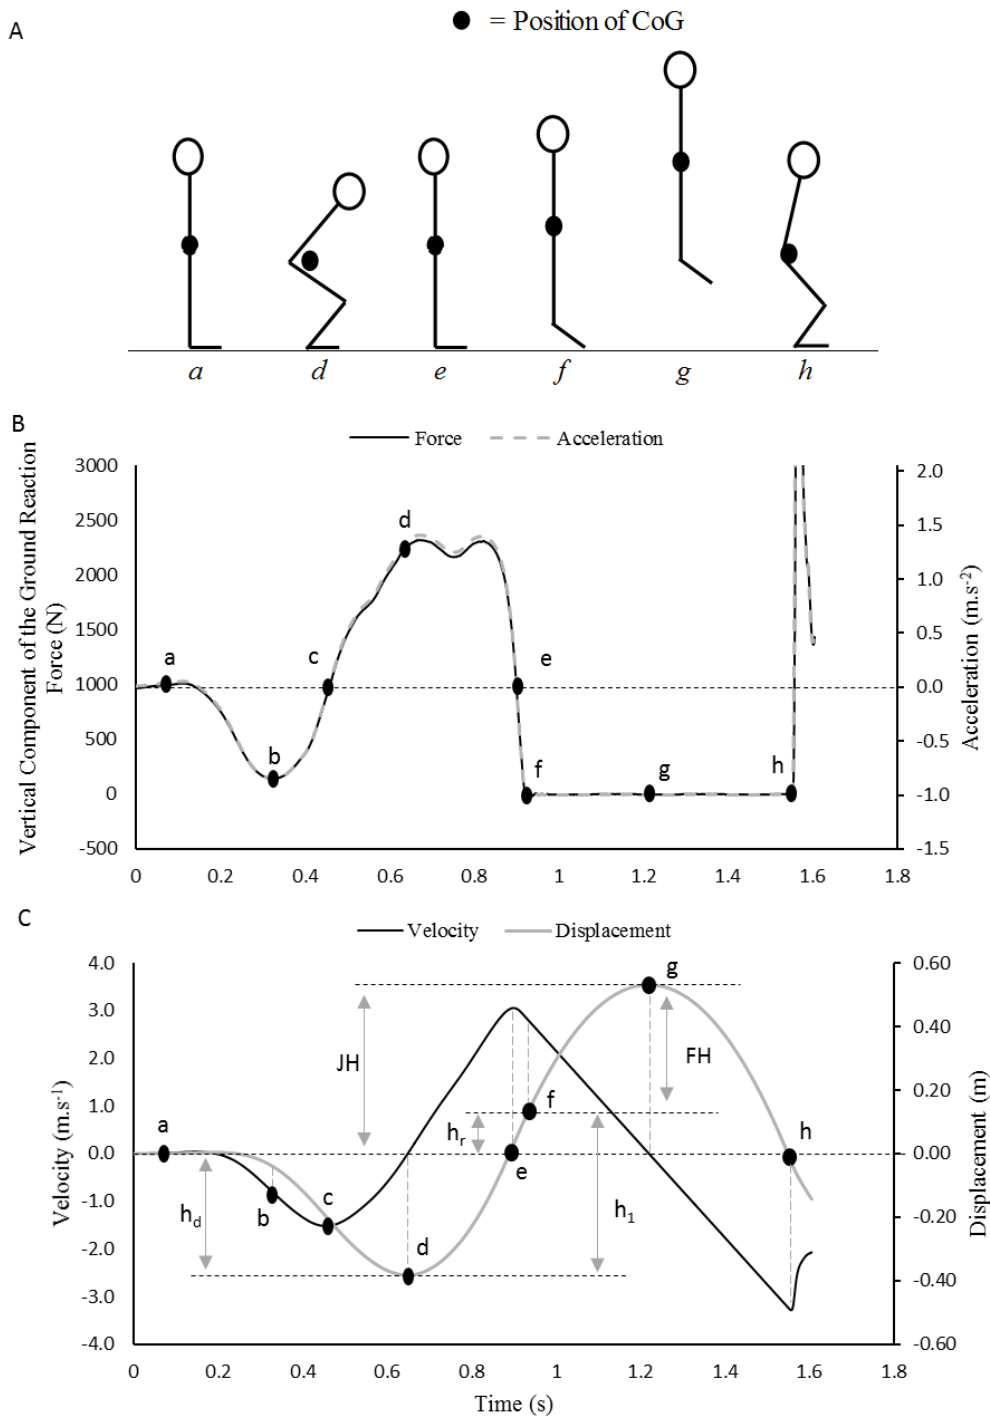 A
= Position of CoG
a d e f g h
B
Force Acceleration
Vertical Component of the Ground Reaction
Force (N)
3000
2500
2000
1500
1000
500
0
-500
2.0
1.5
1.0
0.5
0.0
-0.5
-1.0
-1.5
Acceleration (m.s-2)
a
b
c
d
e
f
g
h
0 0.2 0.4 0.6 0.8 1 1.2 1.4 1.6 1.8
C
Velocity Displacement
Velocity (m.s-1)
4.0
3.0
2.0
1.0
0.0
-1.0
-2.0
-3.0
-4.0
0.60
0.40
0.20
0.00
-0.20
-0.40
-0.60
Displacement (m)
a
b
c
d
e
f
g
h
JH
FH
hr
hd
h1
0 0.2 0.4 0.6 0.8 1 1.2 1.4 1.6 1.8
Time (s)